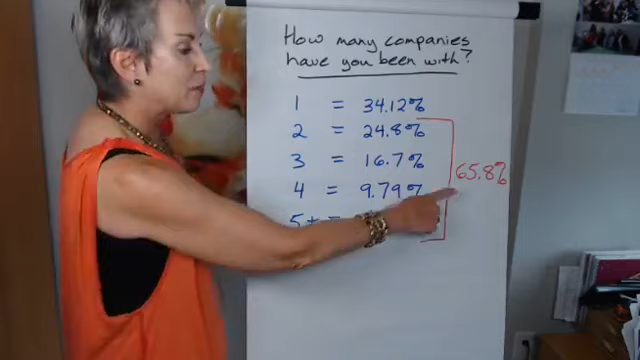 How many companies
have you been with?
1 = 34.12%
2 = 24.8%
3 = 16.7%
4 = 9.79%
5+ =
65.8%